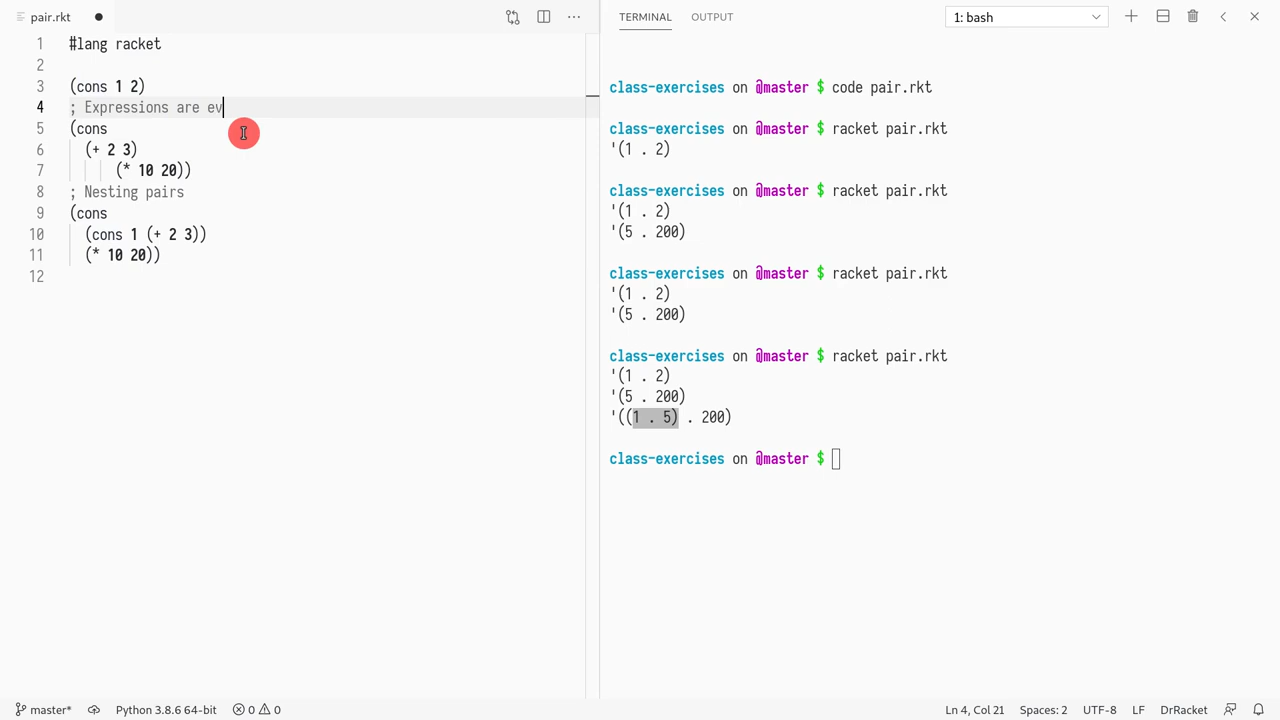 pair.rkt
TERMINAL OUTPUT 1: bash
1 #lang racket
2
3 (cons 1 2)
4 ; Expressions are ev
5 (cons
6 (+ 2 3)
7 (* 10 20))
8 ; Nesting pairs
9 (cons
10 (cons 1 (+ 2 3))
11 (* 10 20))
12
class-exercises on @master $ code pair.rkt
class-exercises on @master $ racket pair.rkt
'(1 . 2)
class-exercises on @master $ racket pair.rkt
'(1 . 2)
'(5 . 200)
class-exercises on @master $ racket pair.rkt
'(1 . 2)
'(5 . 200)
class-exercises on @master $ racket pair.rkt
'(1 . 2)
'(5 . 200)
'((1 . 5) . 200)
class-exercises on @master $
master* Python 3.8.6 64-bit 0 0 Ln 4, Col 21 Spaces: 2 UTF-8 LF DrRacket